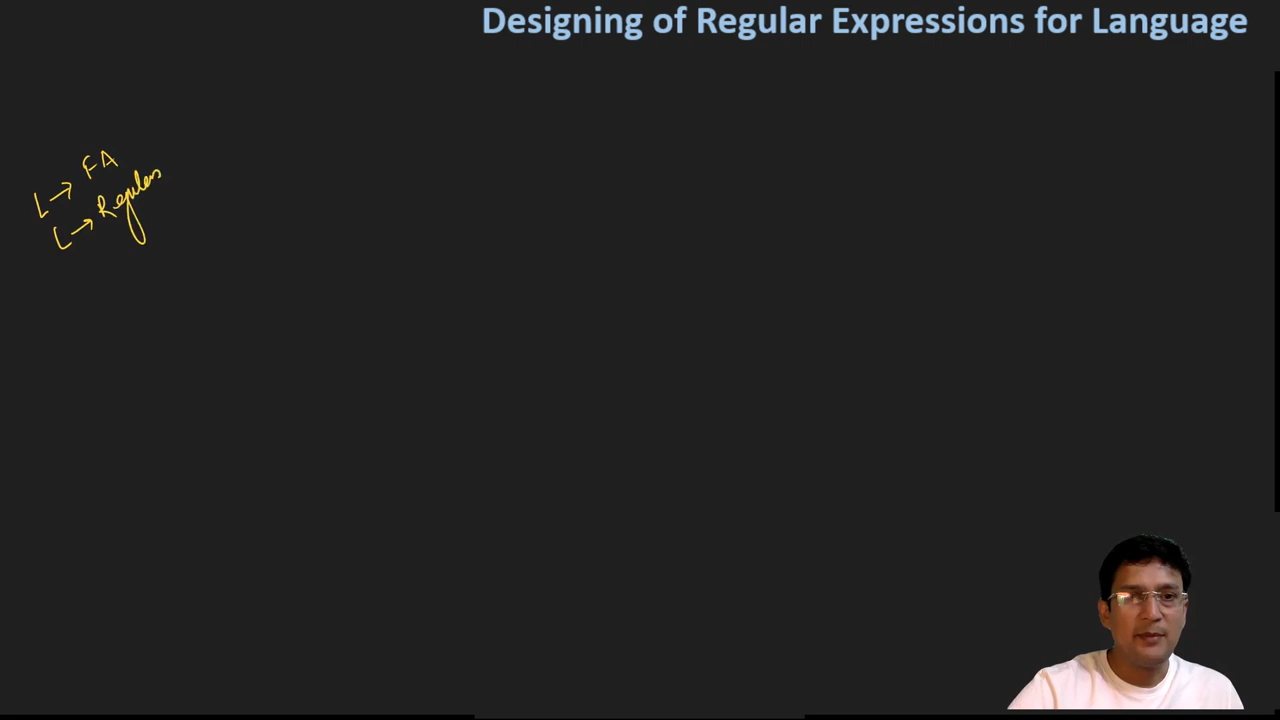 Designing of Regular Expressions for Language
L → FA
L → Regular